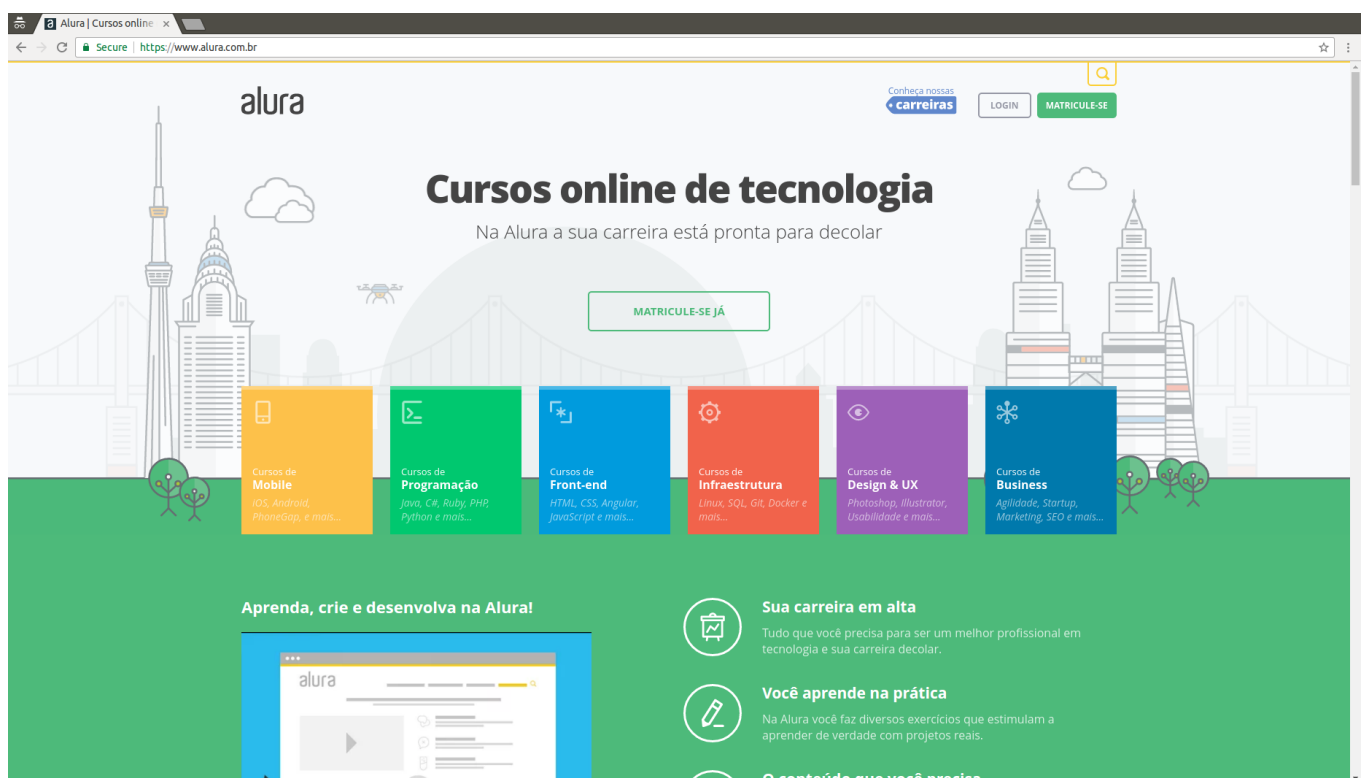 Alura | Cursos online
Secure | https://www.alura.com.br
alura
Conheça nossas
carreiras
LOGIN
MATRICULE-SE
Cursos online de tecnologia
Na Alura a sua carreira está pronta para decolar
MATRICULE-SE JÁ
Cursos de
Mobile
iOS, Android,
PhoneGap, e mais...
Cursos de
Programação
Java, C#, Ruby, PHP,
Python e mais...
Cursos de
Front-end
HTML, CSS, Angular,
JavaScript e mais...
Cursos de
Infraestrutura
Linux, SQL, Git, Docker e
mais...
Cursos de
Design & UX
Photoshop, Illustrator,
Usabilidade e mais...
Cursos de
Business
Agilidade, Startup,
Marketing, SEO e mais...
Aprenda, crie e desenvolva na Alura!
alura
Sua carreira em alta
Tudo que você precisa para ser um melhor profissional em
tecnologia e sua carreira decolar.
Você aprende na prática
Na Alura você faz diversos exercícios que estimulam a
aprender de verdade com projetos reais.
O conteúdo que você precisa